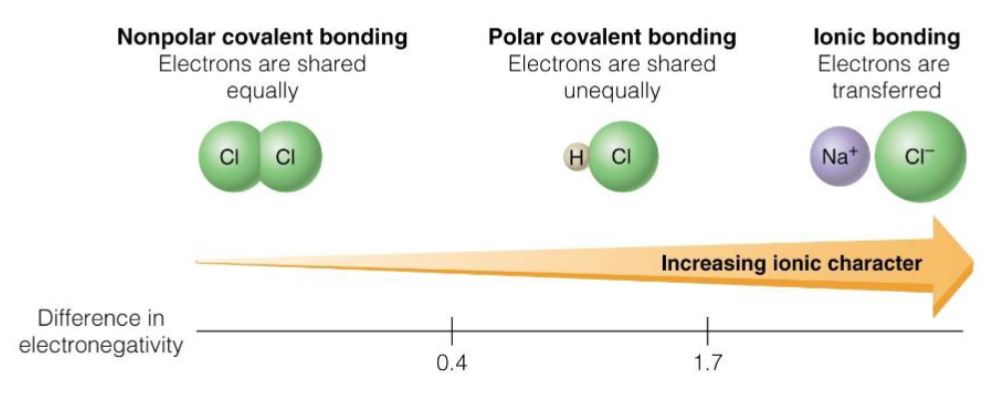 Nonpolar covalent bonding
Electrons are shared
equally
Polar covalent bonding
Electrons are shared
unequally
Ionic bonding
Electrons are
transferred
Cl Cl
H Cl
Na⁺ Cl⁻
Increasing ionic character
Difference in
electronegativity
0.4
1.7